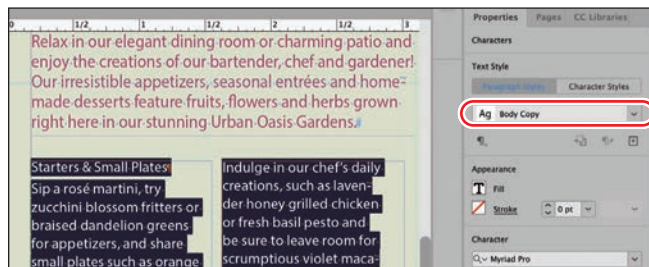 0 1/2 1 1/2 2 1/2 3
Relax in our elegant dining room or charming patio and
enjoy the creations of our bartender, chef and gardener!
Our irresistible appetizers, seasonal entrées and home-
made desserts feature fruits, flowers and herbs grown
right here in our stunning Urban Oasis Gardens.
Starters & Small Plates
Sip a rosé martini, try
zucchini blossom fritters or
braised dandelion greens
for appetizers, and share
small plates such as orange
Indulge in our chef's daily
creations, such as laven-
der honey grilled chicken
or fresh basil pesto and
be sure to leave room for
scrumptious violet maca-
Properties Pages CC Libraries
Characters
Text Style
Paragraph Styles Character Styles
Ag Body Copy
Appearance
T Fill
Stroke 0 pt
Character
Myriad Pro